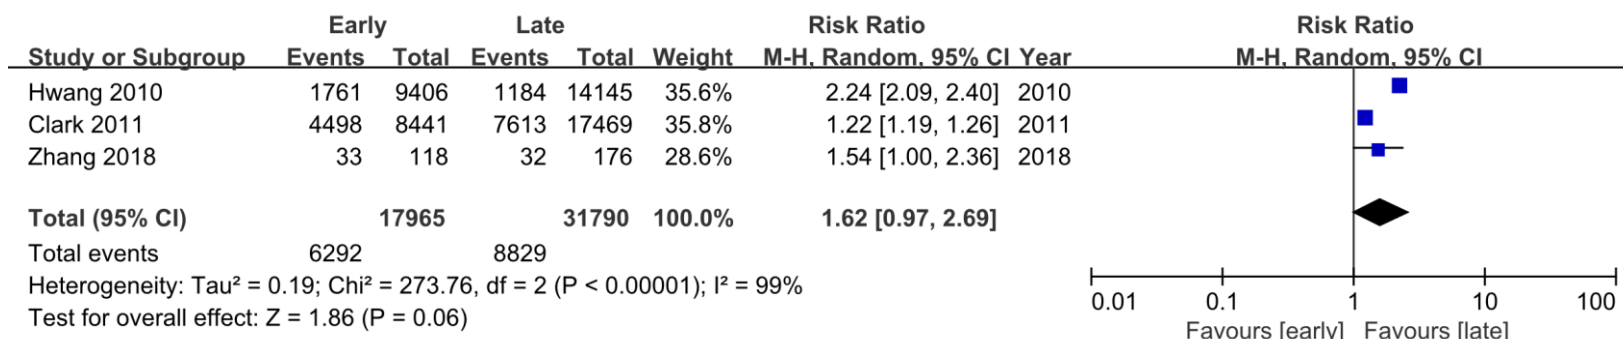 Early Late Risk Ratio Risk Ratio
Study or Subgroup Events Total Events Total Weight M-H, Random, 95% CI Year M-H, Random, 95% CI
Hwang 2010 1761 9406 1184 14145 35.6% 2.24 [2.09, 2.40] 2010
Clark 2011 4498 8441 7613 17469 35.8% 1.22 [1.19, 1.26] 2011
Zhang 2018 33 118 32 176 28.6% 1.54 [1.00, 2.36] 2018
Total (95% CI) 17965 31790 100.0% 1.62 [0.97, 2.69]
Total events 6292 8829
Heterogeneity: Tau² = 0.19; Chi² = 273.76, df = 2 (P < 0.00001); I² = 99%
Test for overall effect: Z = 1.86 (P = 0.06)
0.01 0.1 1 10 100
Favours [early] Favours [late]